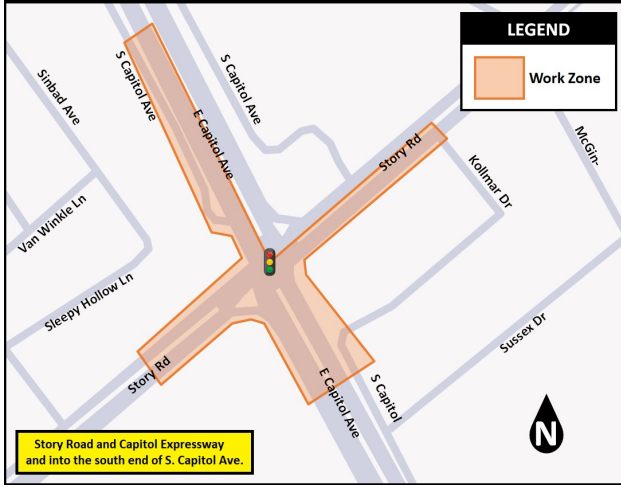 LEGEND
Work Zone
S Capitol Ave
S Capitol Ave
E Capitol Ave
Sinbad Ave
Van Winkle Ln
Sleepy Hollow Ln
Story Rd
Kollmar Dr
McGin-
Sussex Dr
Story Rd
E Capitol Ave
S Capitol
Story Road and Capitol Expressway
and into the south end of S. Capitol Ave.
N